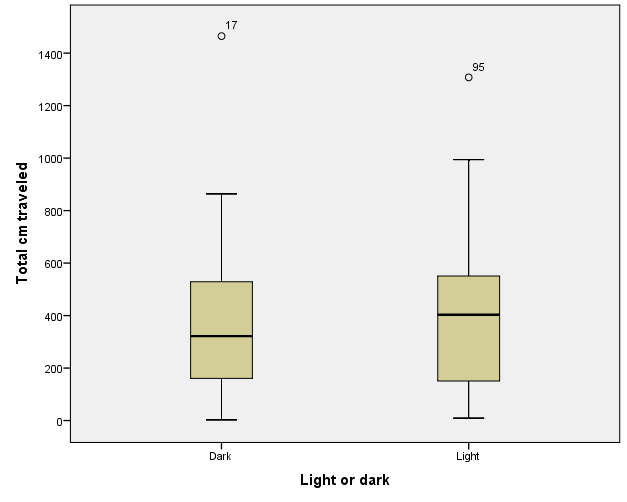 17
95
1400
1200
1000
800
600
400
200
0
Total cm traveled
Dark
Light
Light or dark